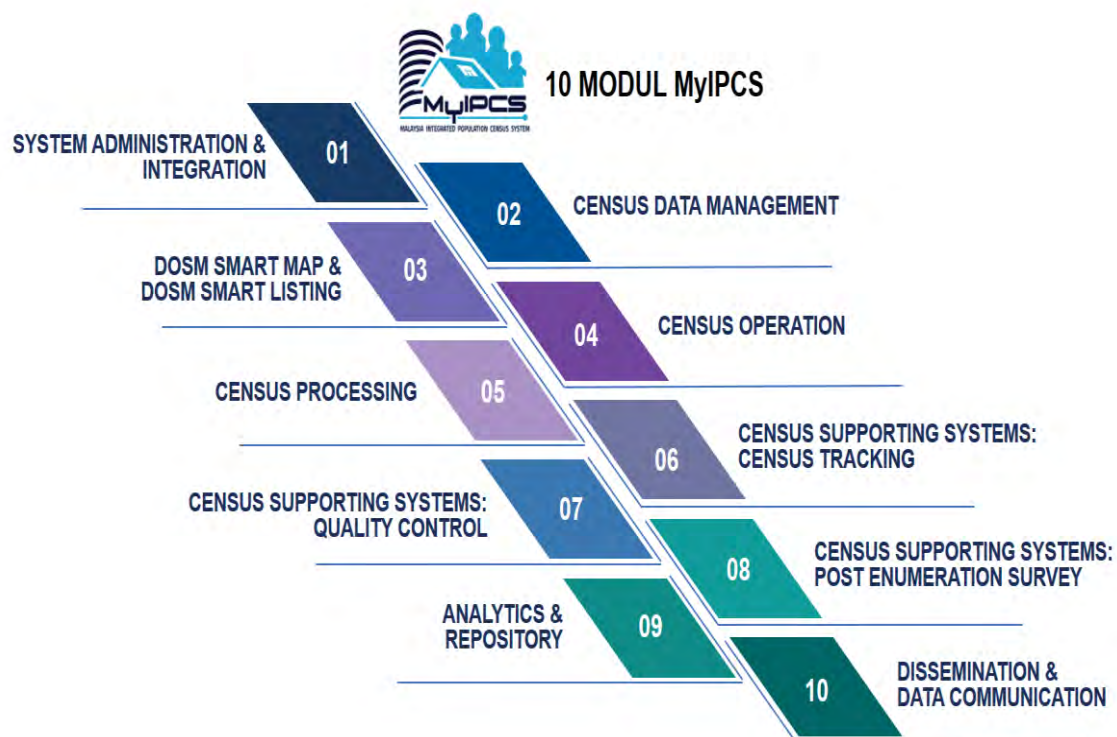 MyIPCS
MALAYSIA INTEGRATED POPULATION CENSUS SYSTEM
10 MODUL MyIPCS
01
SYSTEM ADMINISTRATION &
INTEGRATION
02
CENSUS DATA MANAGEMENT
03
DOSM SMART MAP &
DOSM SMART LISTING
04
CENSUS OPERATION
05
CENSUS PROCESSING
06
CENSUS SUPPORTING SYSTEMS:
CENSUS TRACKING
07
CENSUS SUPPORTING SYSTEMS:
QUALITY CONTROL
08
CENSUS SUPPORTING SYSTEMS:
POST ENUMERATION SURVEY
09
ANALYTICS &
REPOSITORY
10
DISSEMINATION &
DATA COMMUNICATION